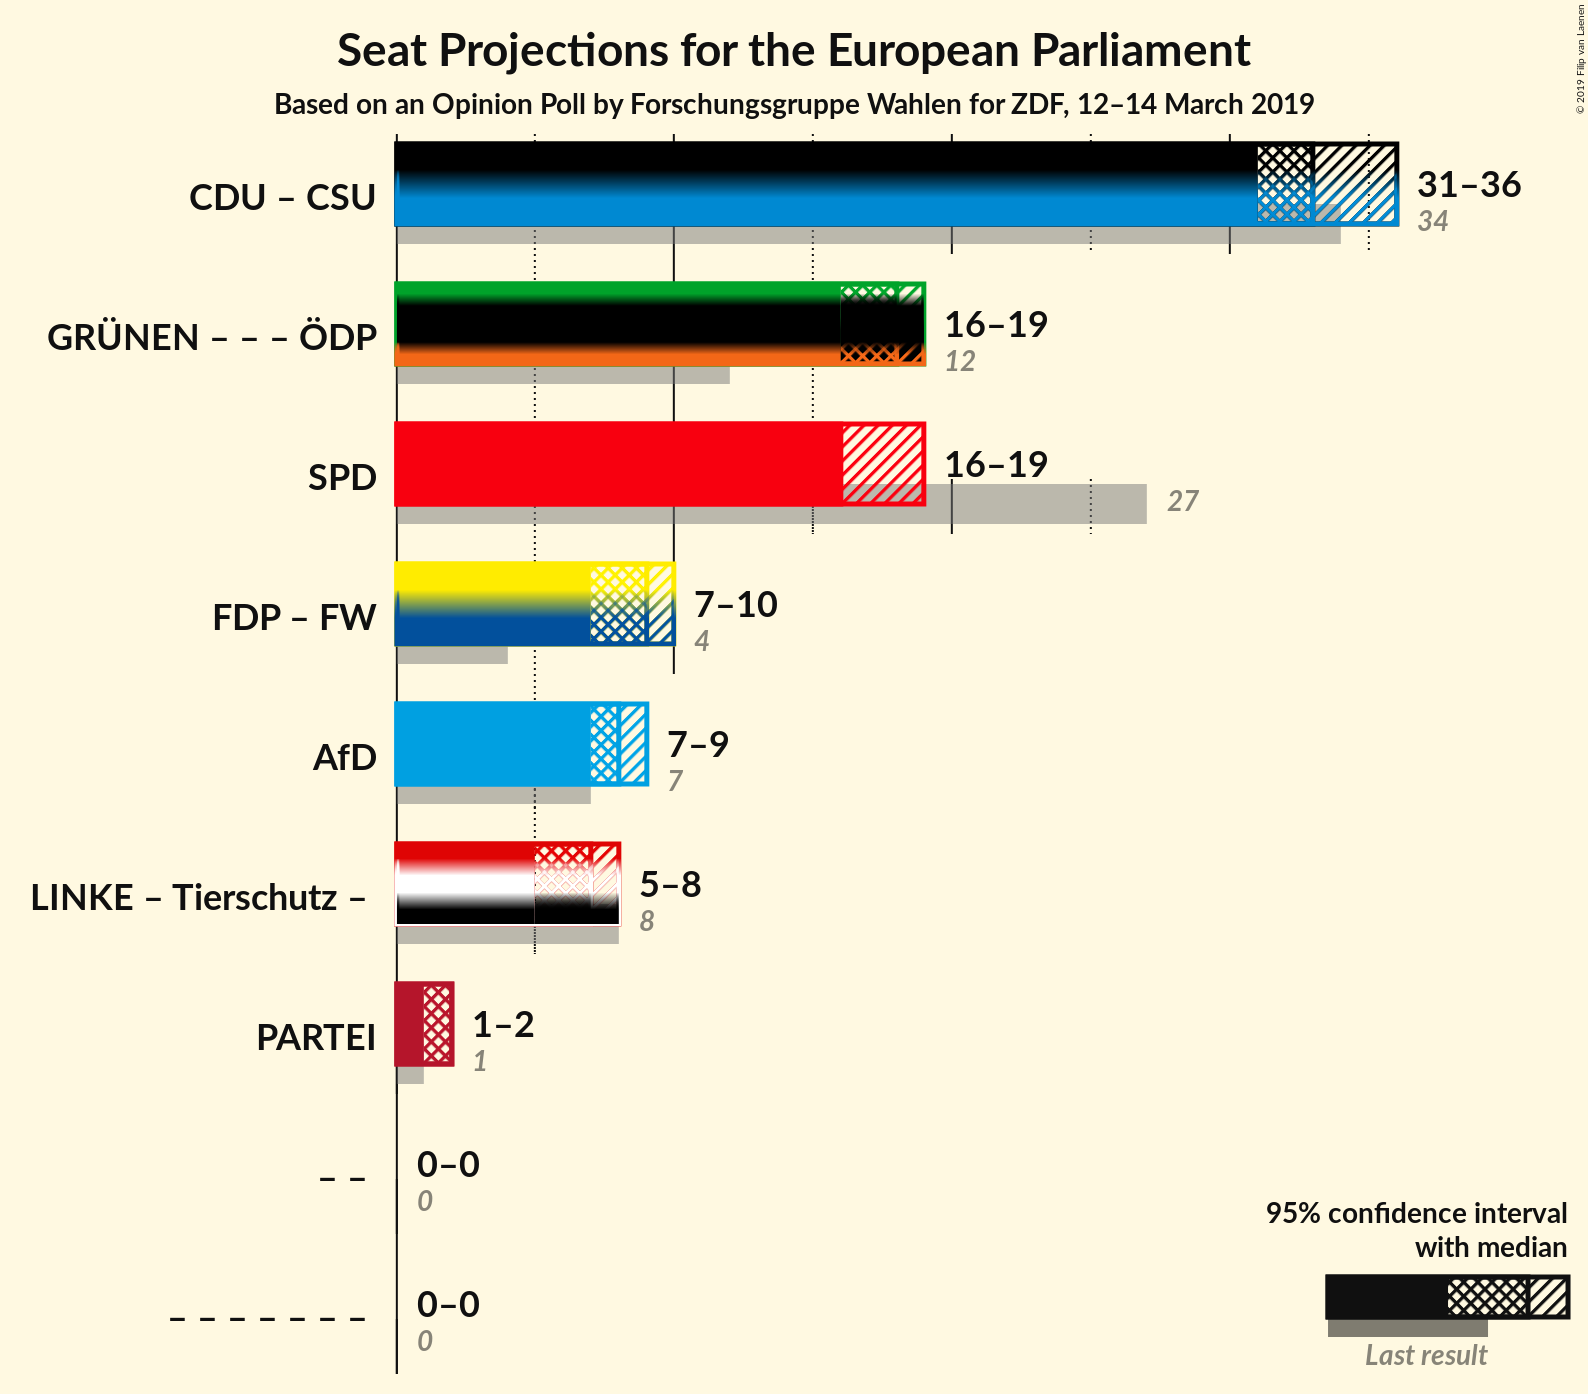 Seat Projections for the European Parliament
Based on an Opinion Poll by Forschungsgruppe Wahlen for ZDF, 12–14 March 2019
© 2019 Filip van Laenen
CDU – CSU
31–36
34
GRÜNEN – – – ÖDP
16–19
12
SPD
16–19
27
FDP – FW
7–10
4
AfD
7–9
7
LINKE – Tierschutz –
5–8
8
PARTEI
1–2
1
– –
0–0
0
– – – – – – –
0–0
0
95% confidence interval
with median
Last result